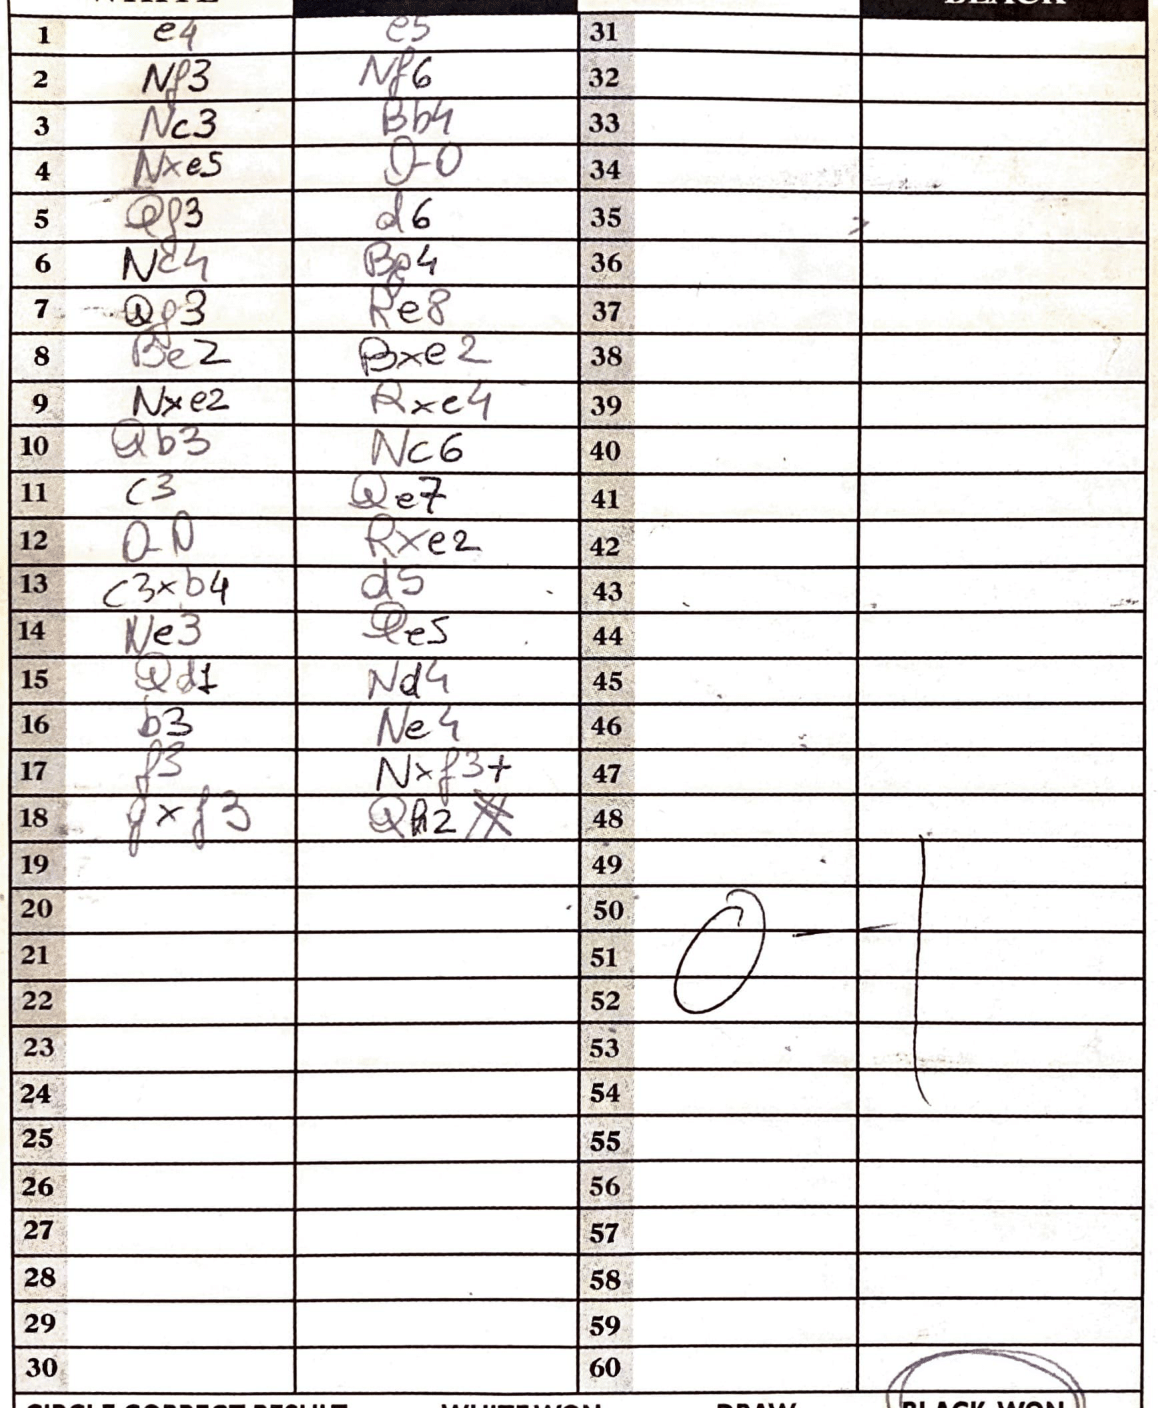 1 e4 e5 31
2 Nf3 Nf6 32
3 Nc3 Bb4 33
4 Nxe5 0-0 34
5 Qf3 d6 35
6 Nc4 Bg4 36
7 Qg3 Re8 37
8 Be2 Bxe2 38
9 Nxe2 Rxe4 39
10 Qb3 Nc6 40
11 c3 Qe7 41
12 0-0 Rxe2 42
13 c3xb4 d5 43
14 Ne3 Qe5 44
15 Qd1 Nd4 45
16 b3 Ne4 46
17 f3 Nxf3+ 47
18 gxf3 Qh2 # 48
19 49
20 50
21 51
22 52
23 53
24 54
25 55
26 56
27 57
28 58
29 59
30 60
0 - 1
CIRCLE CORRECT RESULT WHITE WON DRAW BLACK WON